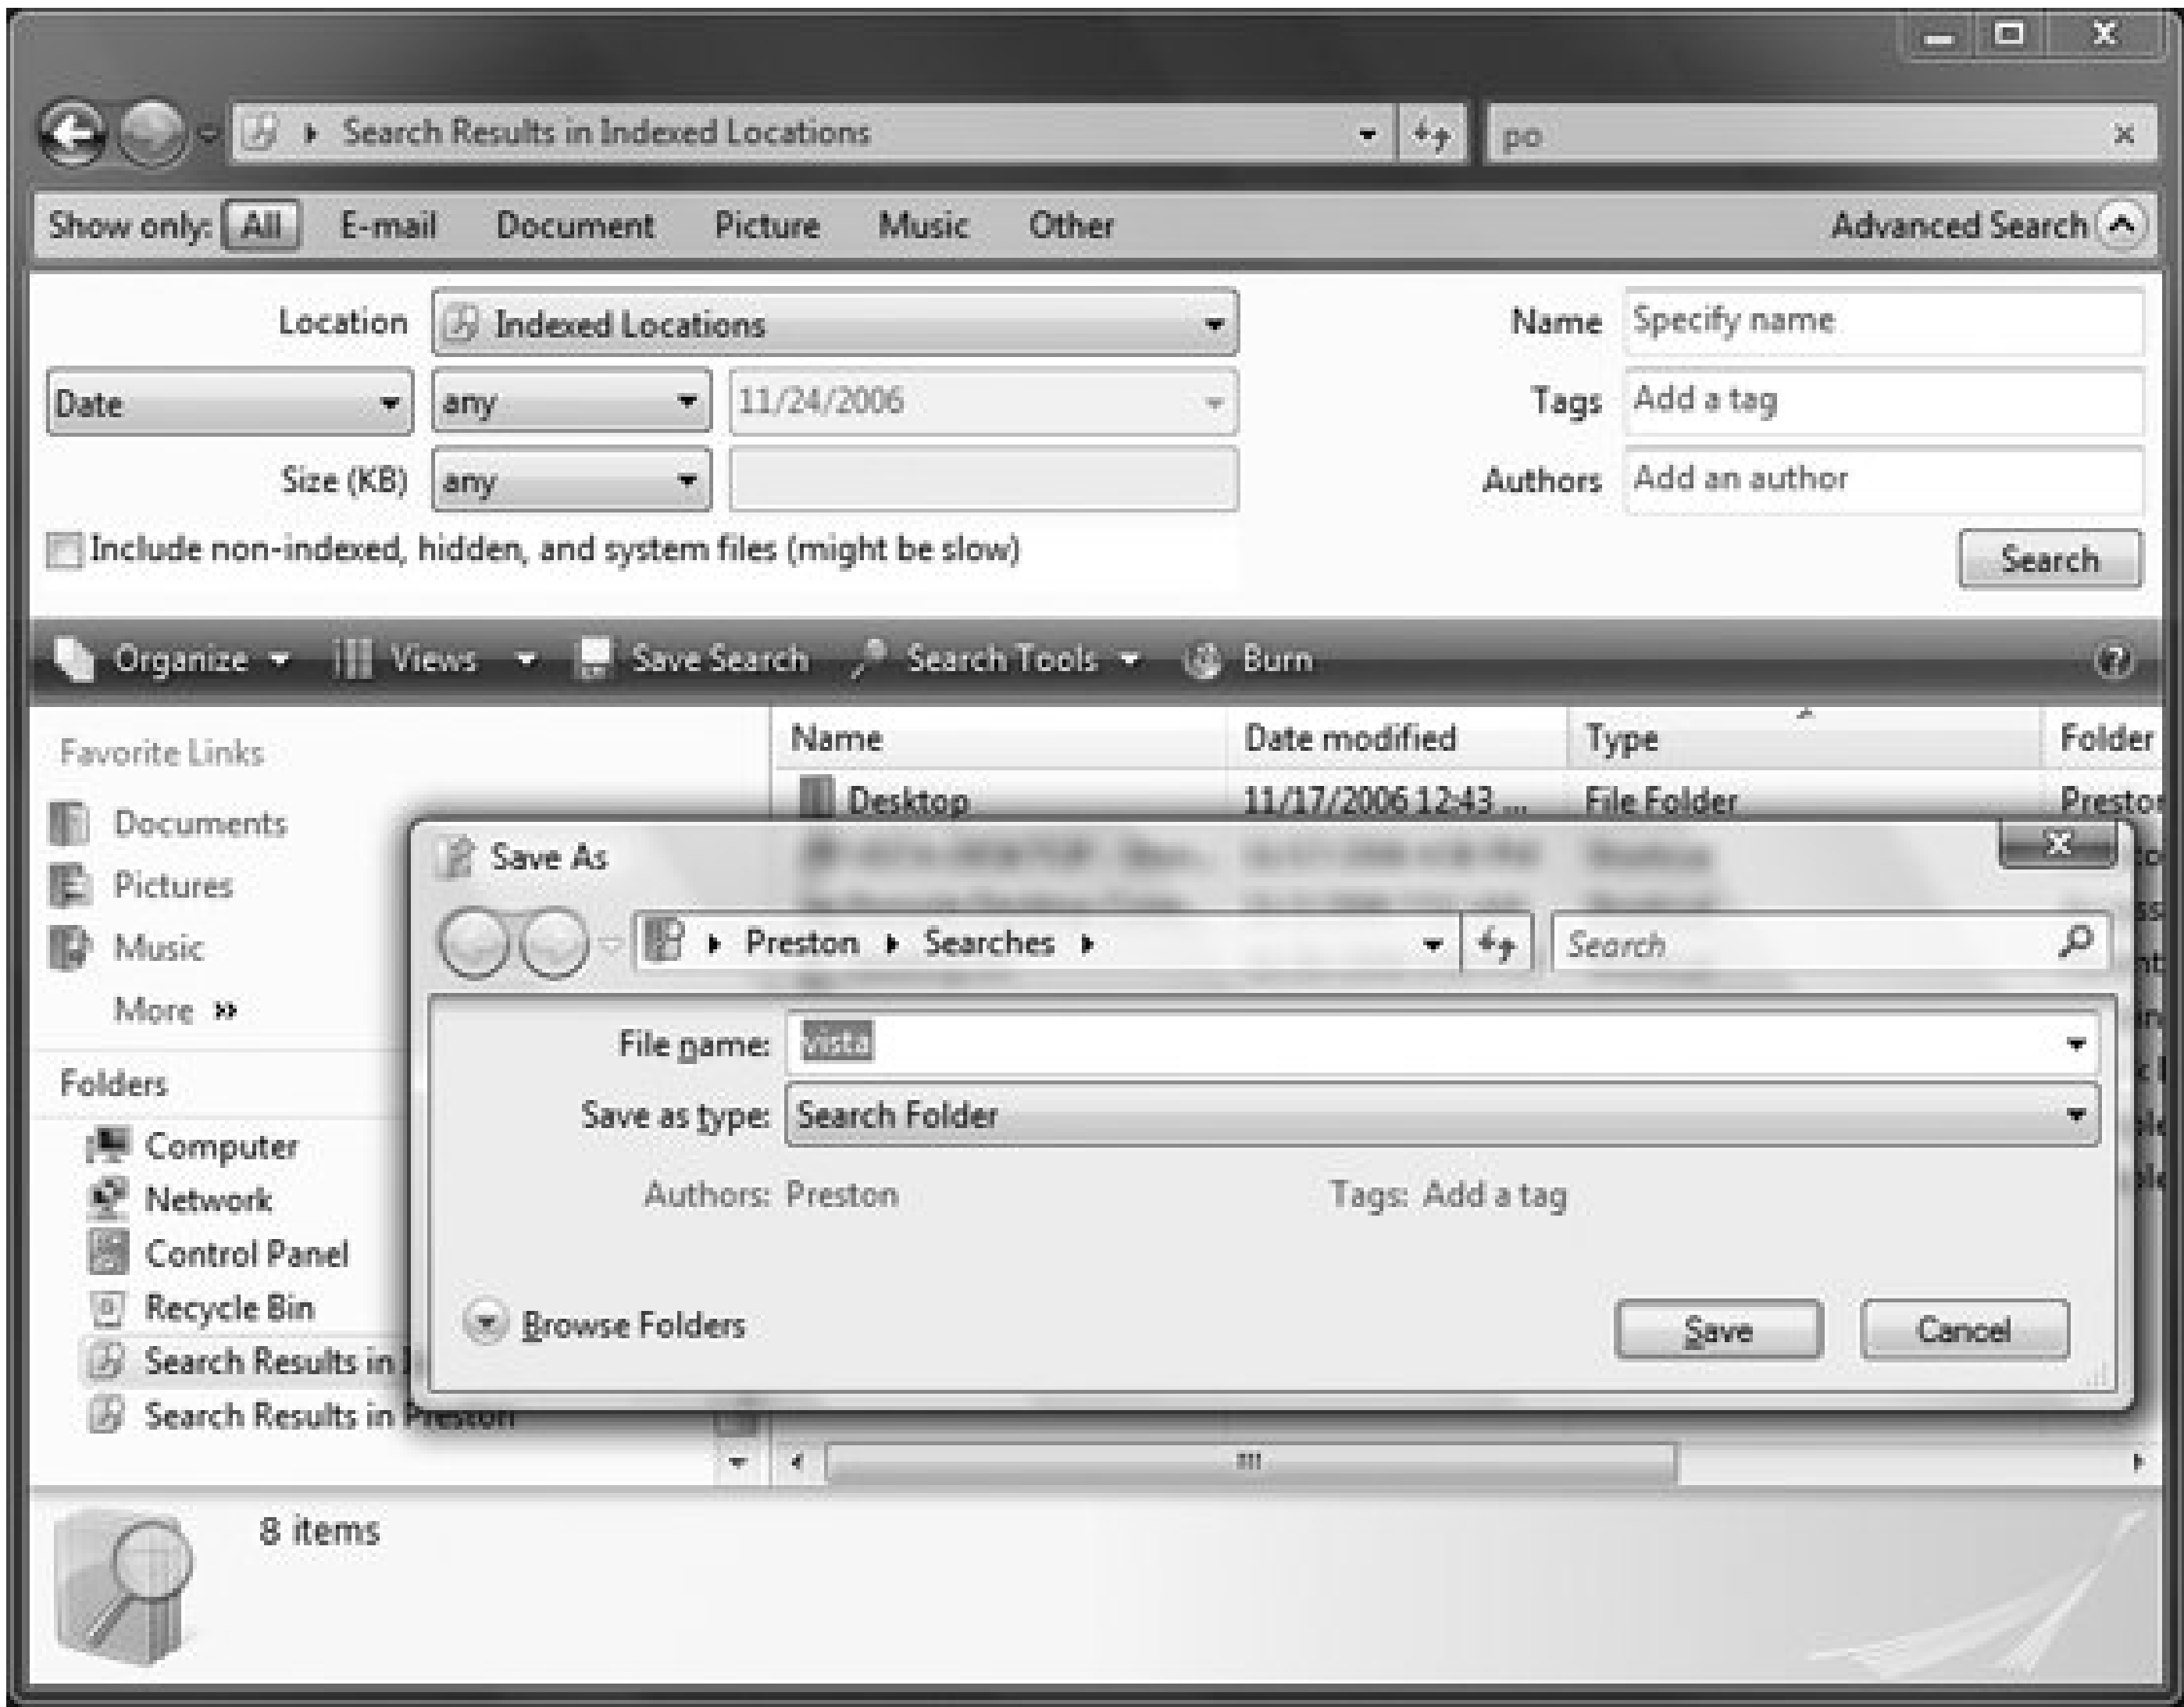 Search Results in Indexed Locations po
Show only: All E-mail Document Picture Music Other Advanced Search
Location Indexed Locations Name Specify name
Date any 11/24/2006 Tags Add a tag
Size (KB) any Authors Add an author
Include non-indexed, hidden, and system files (might be slow)
Search
Organize Views Save Search Search Tools Burn
Favorite Links
Documents
Pictures
Music
More »
Folders
Computer
Network
Control Panel
Recycle Bin
Search Results in
Search Results in Preston
Name Date modified Type Folder
Desktop 11/17/2006 12:43 ... File Folder
Save As
Preston Searches Search
File name: vista
Save as type: Search Folder
Authors: Preston Tags: Add a tag
Browse Folders Save Cancel
8 items